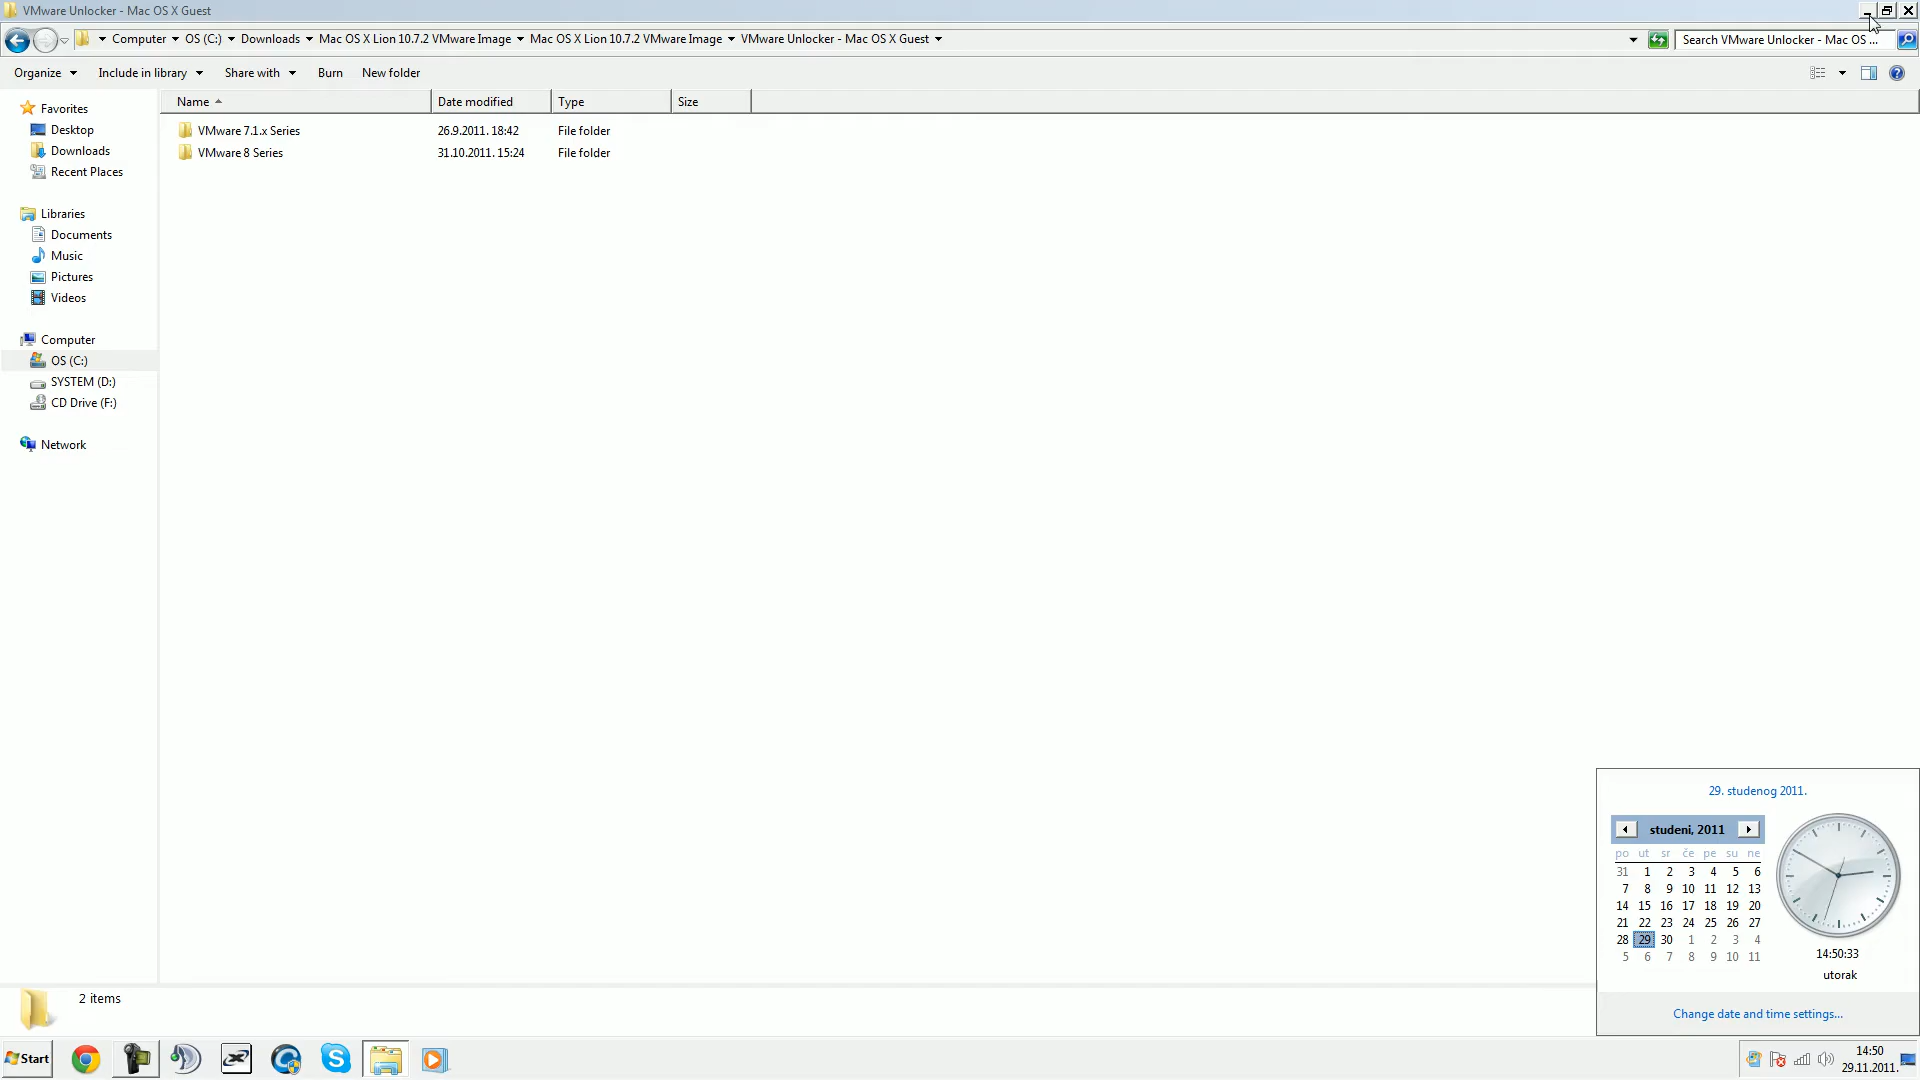 VMware Unlocker - Mac OS X Guest
Computer OS (C:) Downloads Mac OS X Lion 10.7.2 VMware Image Mac OS X Lion 10.7.2 VMware Image VMware Unlocker - Mac OS X Guest
Search VMware Unlocker - Mac OS ...
Organize Include in library Share with Burn New folder
Name Date modified Type Size
VMware 7.1.x Series 26.9.2011. 18:42 File folder
VMware 8 Series 31.10.2011. 15:24 File folder
Favorites
Desktop
Downloads
Recent Places
Libraries
Documents
Music
Pictures
Videos
Computer
OS (C:)
SYSTEM (D:)
CD Drive (F:)
Network
29. studenog 2011.
studeni, 2011
po ut sr če pe su ne
31 1 2 3 4 5 6
7 8 9 10 11 12 13
14 15 16 17 18 19 20
21 22 23 24 25 26 27
28 29 30 1 2 3 4
5 6 7 8 9 10 11
14:50:33
utorak
Change date and time settings...
2 items
Start
14:50
29.11.2011.